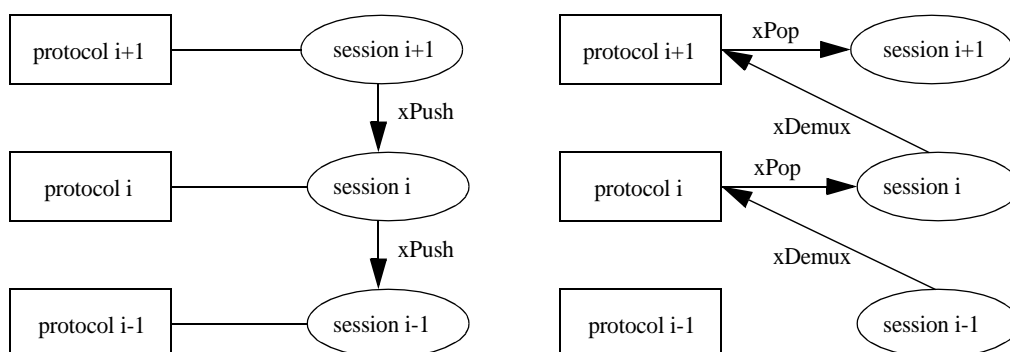 protocol i+1
session i+1
xPush
protocol i
session i
xPush
protocol i-1
session i-1
xPop
protocol i+1
session i+1
xDemux
xPop
protocol i
session i
xDemux
protocol i-1
session i-1